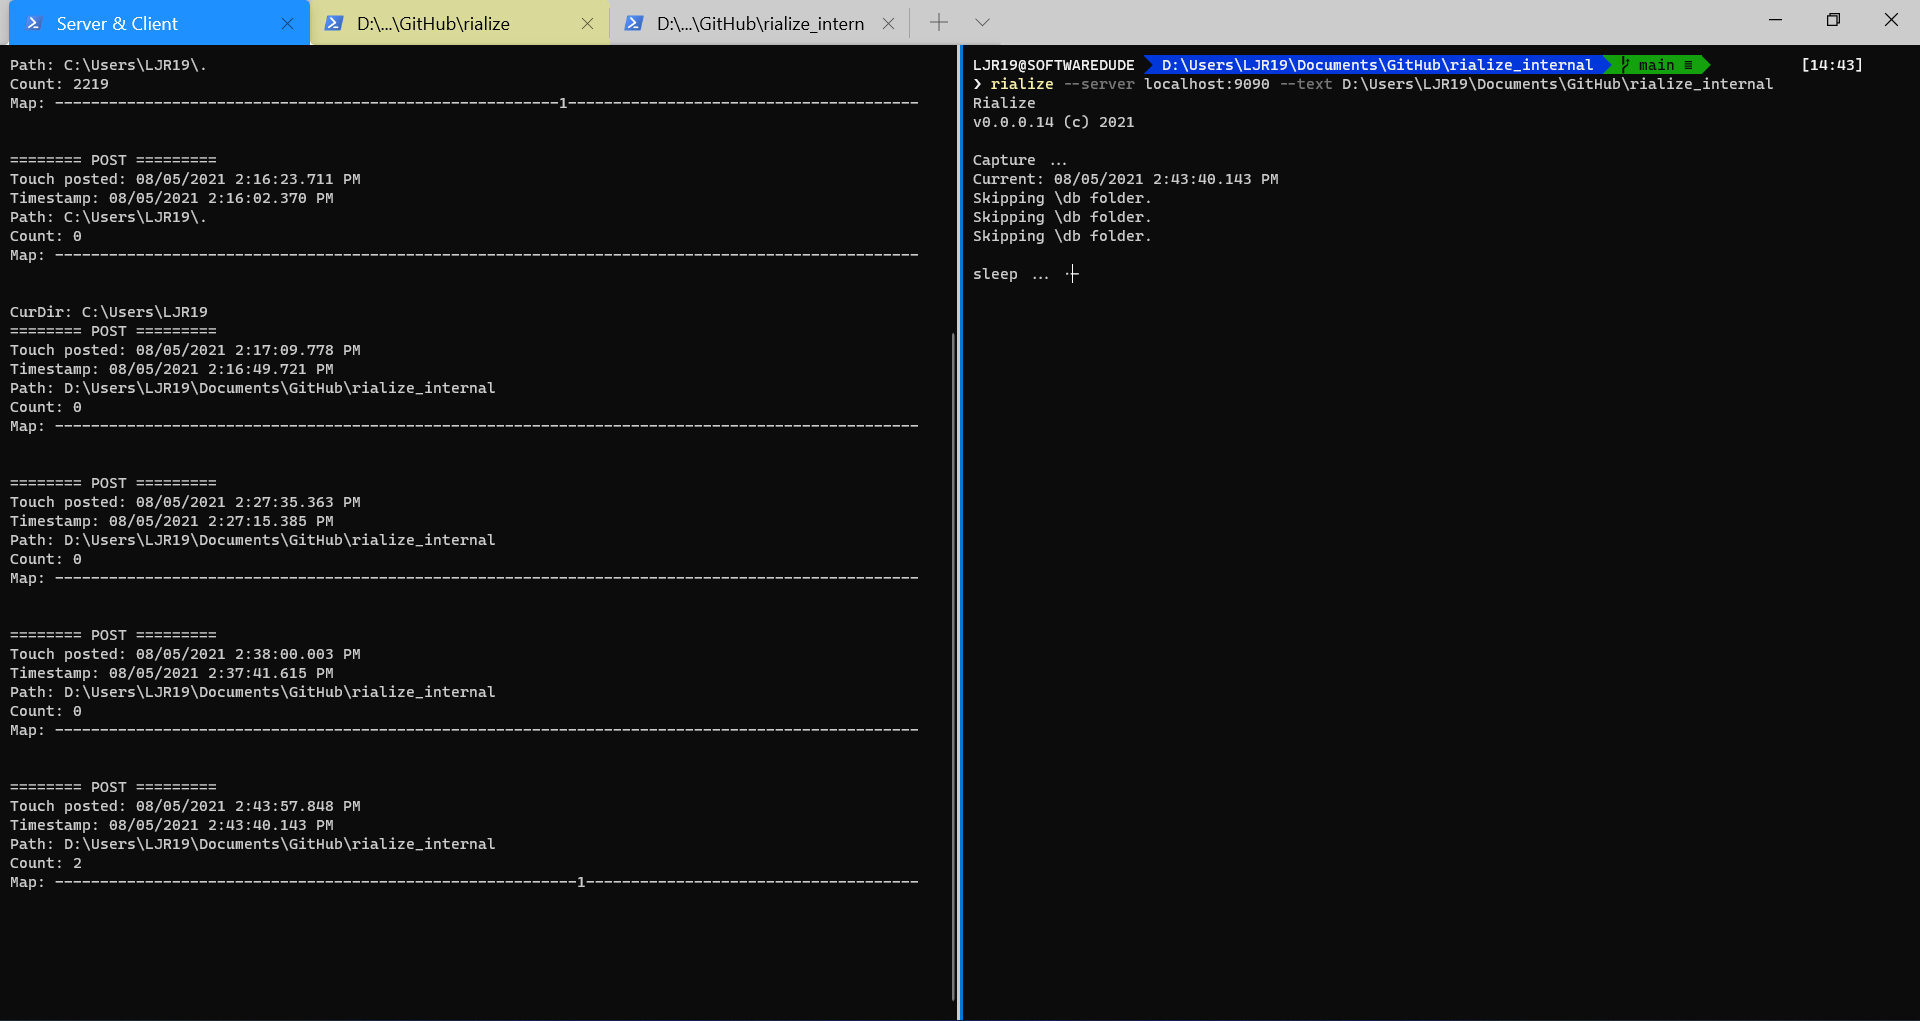 Server & Client
D:\...\GitHub\rialize
D:\...\GitHub\rialize_intern
Path: C:\Users\LJR19\.
Count: 2219
Map: --------------------------------------------------------1---------------------------------------
======== POST =========
Touch posted: 08/05/2021 2:16:23.711 PM
Timestamp: 08/05/2021 2:16:02.370 PM
Path: C:\Users\LJR19\.
Count: 0
Map: ------------------------------------------------------------------------------------------------
CurDir: C:\Users\LJR19
======== POST =========
Touch posted: 08/05/2021 2:17:09.778 PM
Timestamp: 08/05/2021 2:16:49.721 PM
Path: D:\Users\LJR19\Documents\GitHub\rialize_internal
Count: 0
Map: ------------------------------------------------------------------------------------------------
======== POST =========
Touch posted: 08/05/2021 2:27:35.363 PM
Timestamp: 08/05/2021 2:27:15.385 PM
Path: D:\Users\LJR19\Documents\GitHub\rialize_internal
Count: 0
Map: ------------------------------------------------------------------------------------------------
======== POST =========
Touch posted: 08/05/2021 2:38:00.003 PM
Timestamp: 08/05/2021 2:37:41.615 PM
Path: D:\Users\LJR19\Documents\GitHub\rialize_internal
Count: 0
Map: ------------------------------------------------------------------------------------------------
======== POST =========
Touch posted: 08/05/2021 2:43:57.848 PM
Timestamp: 08/05/2021 2:43:40.143 PM
Path: D:\Users\LJR19\Documents\GitHub\rialize_internal
Count: 2
Map: ----------------------------------------------------------1-------------------------------------
LJR19@SOFTWAREDUDE D:\Users\LJR19\Documents\GitHub\rialize_internal main ≡ [14:43]
❯ rialize --server localhost:9090 --text D:\Users\LJR19\Documents\GitHub\rialize_internal
Rialize
v0.0.0.14 (c) 2021
Capture ...
Current: 08/05/2021 2:43:40.143 PM
Skipping \db folder.
Skipping \db folder.
Skipping \db folder.
sleep ...